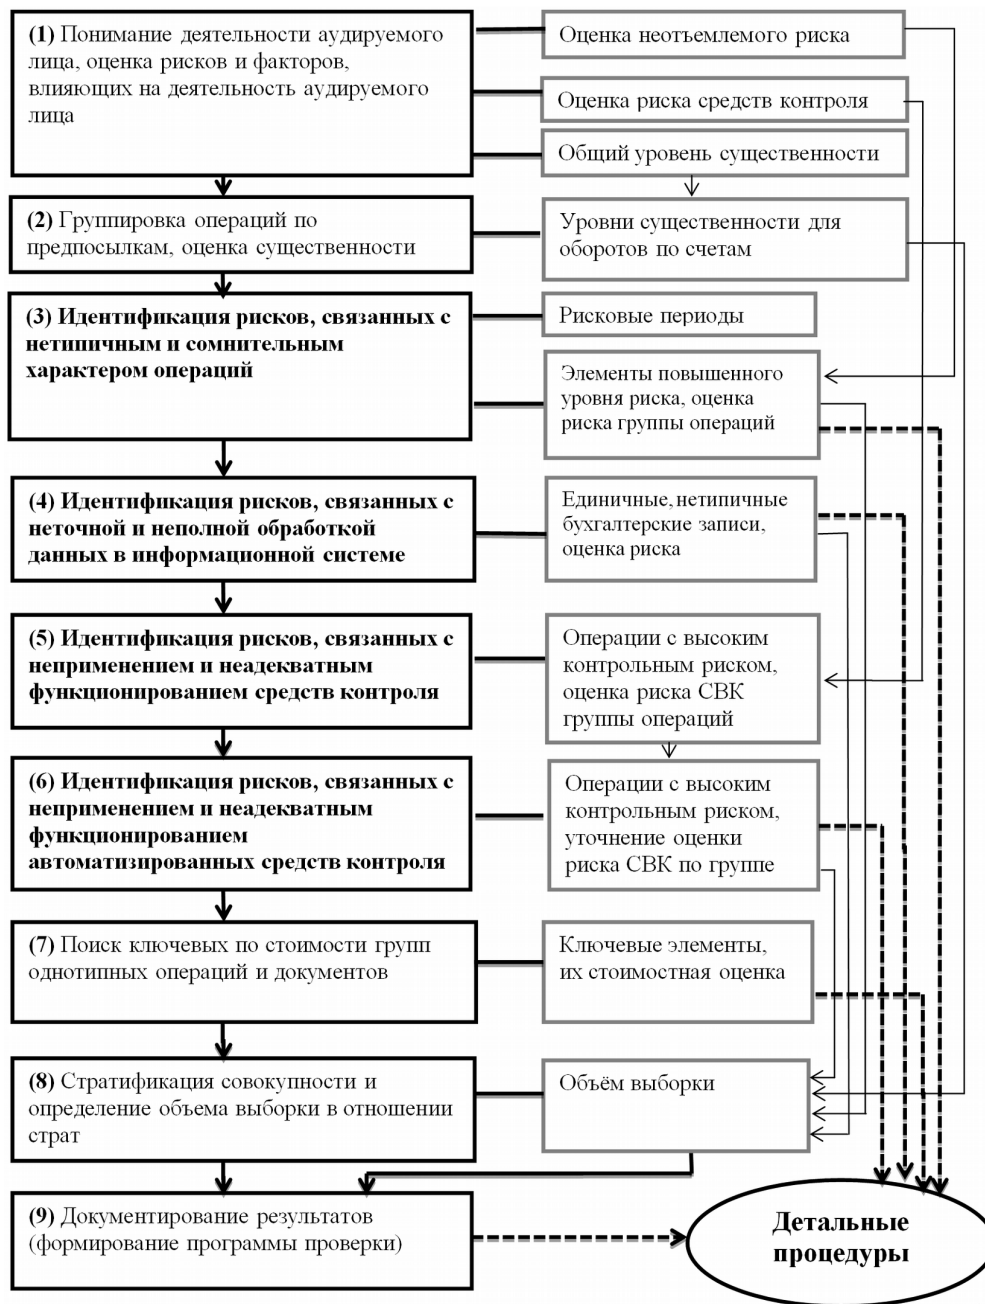 (1) Понимание деятельности аудируемого
лица, оценка рисков и факторов,
влияющих на деятельность аудируемого
лица
Оценка неотъемлемого риска
Оценка риска средств контроля
Общий уровень существенности
(2) Группировка операций по
предпосылкам, оценка существенности
Уровни существенности для
оборотов по счетам
(3) Идентификация рисков, связанных с
нетипичным и сомнительным
характером операций
Рисковые периоды
Элементы повышенного
уровня риска, оценка
риска группы операций
(4) Идентификация рисков, связанных с
неточной и неполной обработкой
данных в информационной системе
Единичные, нетипичные
бухгалтерские записи,
оценка риска
(5) Идентификация рисков, связанных с
неприменением и неадекватным
функционированием средств контроля
Операции с высоким
контрольным риском,
оценка риска СВК
группы операций
(6) Идентификация рисков, связанных с
неприменением и неадекватным
функционированием
автоматизированных средств контроля
Операции с высоким
контрольным риском,
уточнение оценки
риска СВК по группе
(7) Поиск ключевых по стоимости групп
однотипных операций и документов
Ключевые элементы,
их стоимостная оценка
(8) Стратификация совокупности и
определение объема выборки в отношении
страт
Объём выборки
(9) Документирование результатов
(формирование программы проверки)
Детальные
процедуры